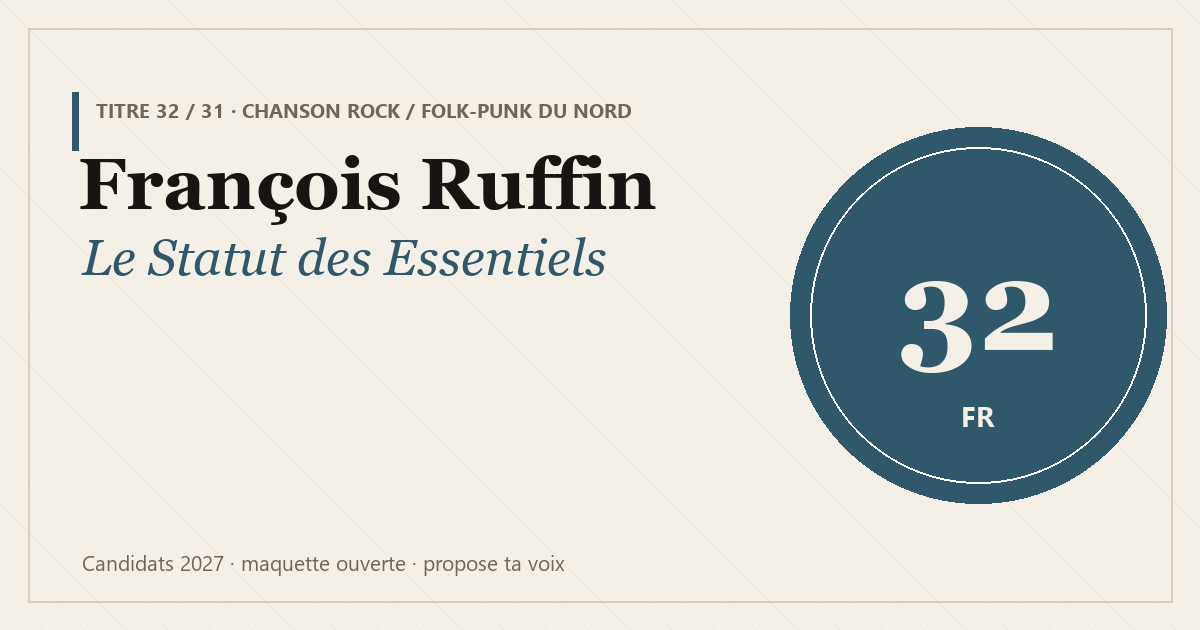 TITRE 32 / 31 · CHANSON ROCK / FOLK-PUNK DU NORD
François Ruffin
Le Statut des Essentiels
32
FR
Candidats 2027 · maquette ouverte · propose ta voix